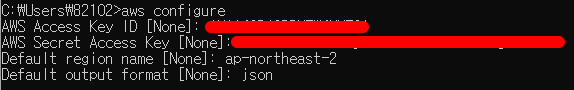 C:₩Users₩82102>aws configure
AWS Access Key ID [None]:
AWS Secret Access Key [None]:
Default region name [None]: ap-northeast-2
Default output format [None]: json